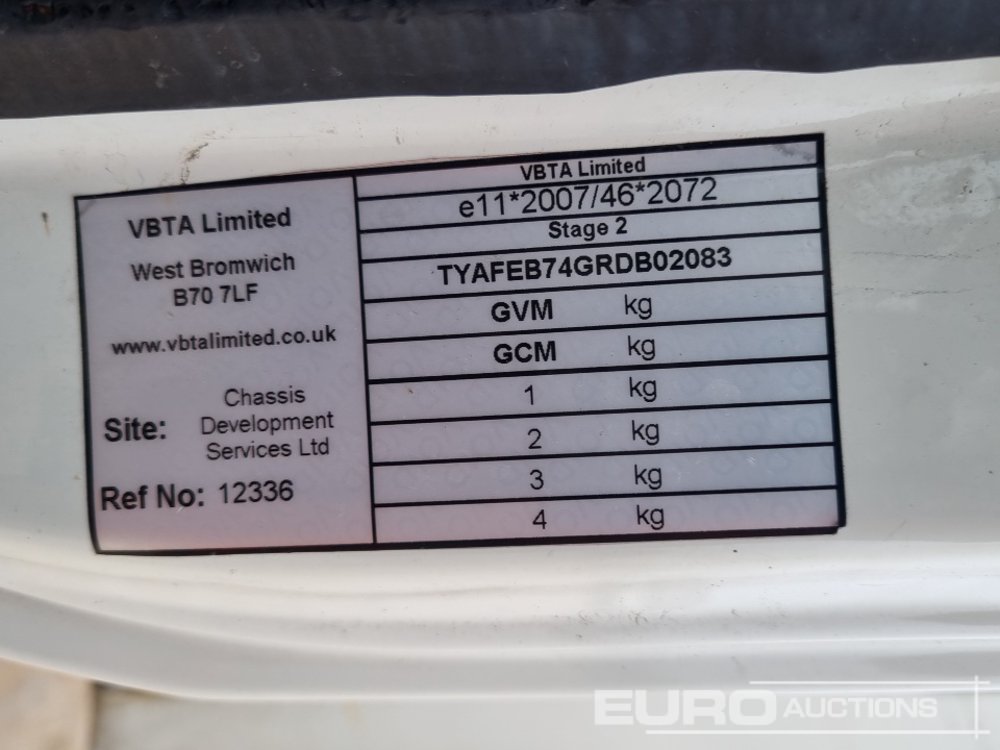 VBTA Limited
West Bromwich
B70 7LF
www.vbtalimited.co.uk
Site: Chassis
Development
Services Ltd
Ref No: 12336
VBTA Limited
e11*2007/46*2072
Stage 2
TYAFEB74GRDB02083
GVM kg
GCM kg
1 kg
2 kg
3 kg
4 kg
EURO AUCTIONS